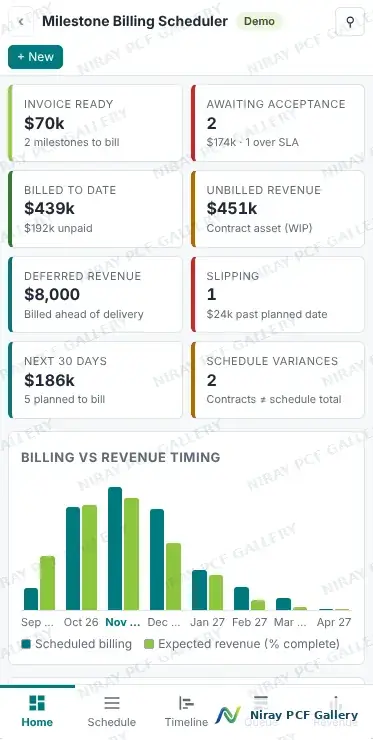 Milestone Billing Scheduler Demo
+ New
INVOICE READY
$70k
2 milestones to bill
AWAITING ACCEPTANCE
2
$174k · 1 over SLA
BILLED TO DATE
$439k
$192k unpaid
UNBILLED REVENUE
$451k
Contract asset (WIP)
DEFERRED REVENUE
$8,000
Billed ahead of delivery
SLIPPING
1
$24k past planned date
NEXT 30 DAYS
$186k
5 planned to bill
SCHEDULE VARIANCES
2
Contracts ≠ schedule total
BILLING VS REVENUE TIMING
Sep ... Oct 26 Nov ... Dec ... Jan 27 Feb 27 Mar ... Apr 27
Scheduled billing Expected revenue (% complete)
Home Schedule Timeline
Niray PCF Gallery
NIRAY PCF GALLERY